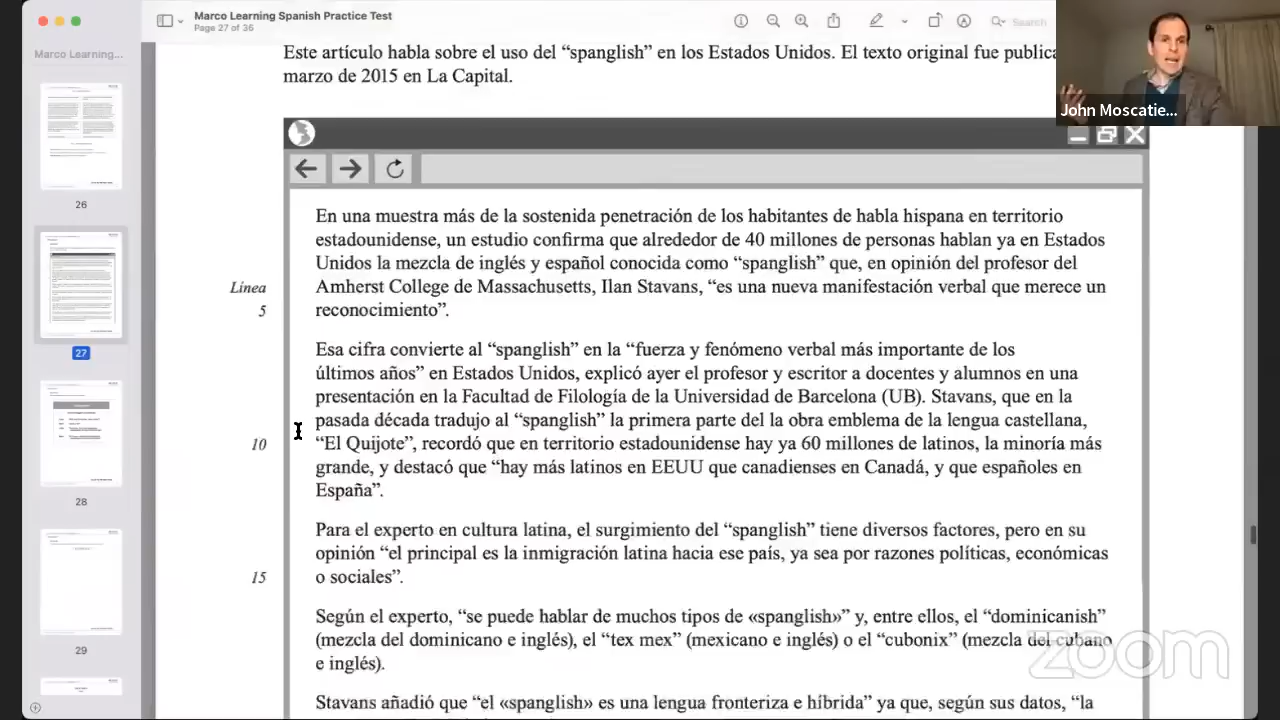 Marco Learning Spanish Practice Test
Page 27 of 36
Search
Marco Learning...
Este artículo habla sobre el uso del “spanglish” en los Estados Unidos. El texto original fue publica
marzo de 2015 en La Capital.
John Moscatie...
En una muestra más de la sostenida penetración de los habitantes de habla hispana en territorio
estadounidense, un estudio confirma que alrededor de 40 millones de personas hablan ya en Estados
Unidos la mezcla de inglés y español conocida como “spanglish” que, en opinión del profesor del
Línea
Amherst College de Massachusetts, Ilan Stavans, “es una nueva manifestación verbal que merece un
5
reconocimiento”.
Esa cifra convierte al “spanglish” en la “fuerza y fenómeno verbal más importante de los
últimos años” en Estados Unidos, explicó ayer el profesor y escritor a docentes y alumnos en una
presentación en la Facultad de Filología de la Universidad de Barcelona (UB). Stavans, que en la
pasada década tradujo al “spanglish” la primera parte del la obra emblema de la lengua castellana,
10
“El Quijote”, recordó que en territorio estadounidense hay ya 60 millones de latinos, la minoría más
grande, y destacó que “hay más latinos en EEUU que canadienses en Canadá, y que españoles en
España”.
Para el experto en cultura latina, el surgimiento del “spanglish” tiene diversos factores, pero en su
opinión “el principal es la inmigración latina hacia ese país, ya sea por razones políticas, económicas
15
o sociales”.
Según el experto, “se puede hablar de muchos tipos de «spanglish»” y, entre ellos, el “dominicanish”
(mezcla del dominicano e inglés), el “tex mex” (mexicano e inglés) o el “cubonix” (mezcla del cubano
e inglés).
Stavans añadió que “el «spanglish» es una lengua fronteriza e híbrida” ya que, según sus datos, “la
26
27
28
29
zoom